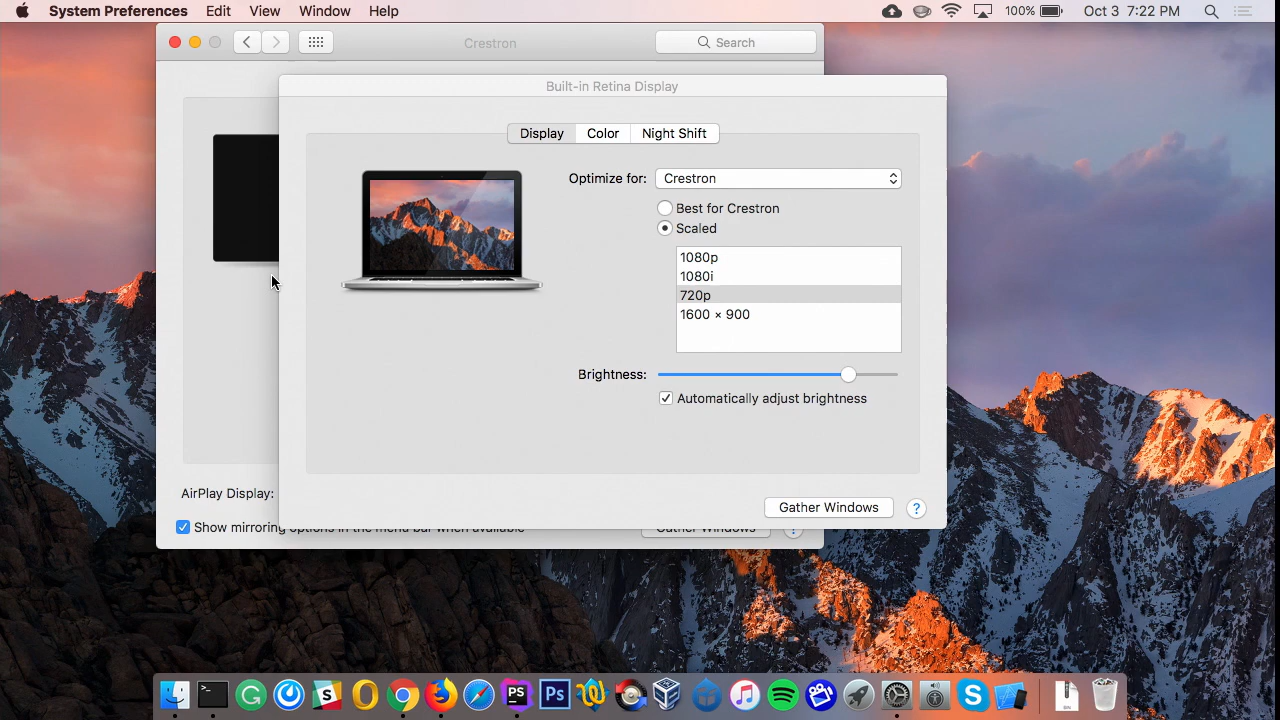 System Preferences Edit View Window Help 100% Oct 3 7:22 PM
Crestron Search
Built-in Retina Display
Display Color Night Shift
Optimize for: Crestron
Best for Crestron
Scaled
1080p
1080i
720p
1600 × 900
Brightness:
Automatically adjust brightness
AirPlay Display:
Gather Windows ?
Show mirroring options in the menu bar when available Gather Windows ?
>_ G S PS Ps S